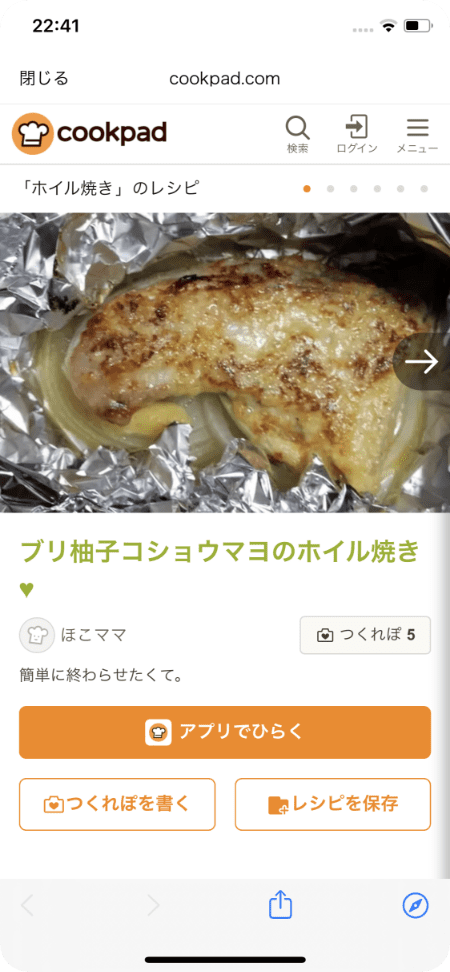 22:41
閉じる
cookpad.com
cookpad
検索
ログイン
メニュー
「ホイル焼き」のレシピ
ブリ柚子コショウマヨのホイル焼き
♥
ほこママ
つくれぽ 5
簡単に終わらせたくて。
アプリでひらく
つくれぽを書く
レシピを保存